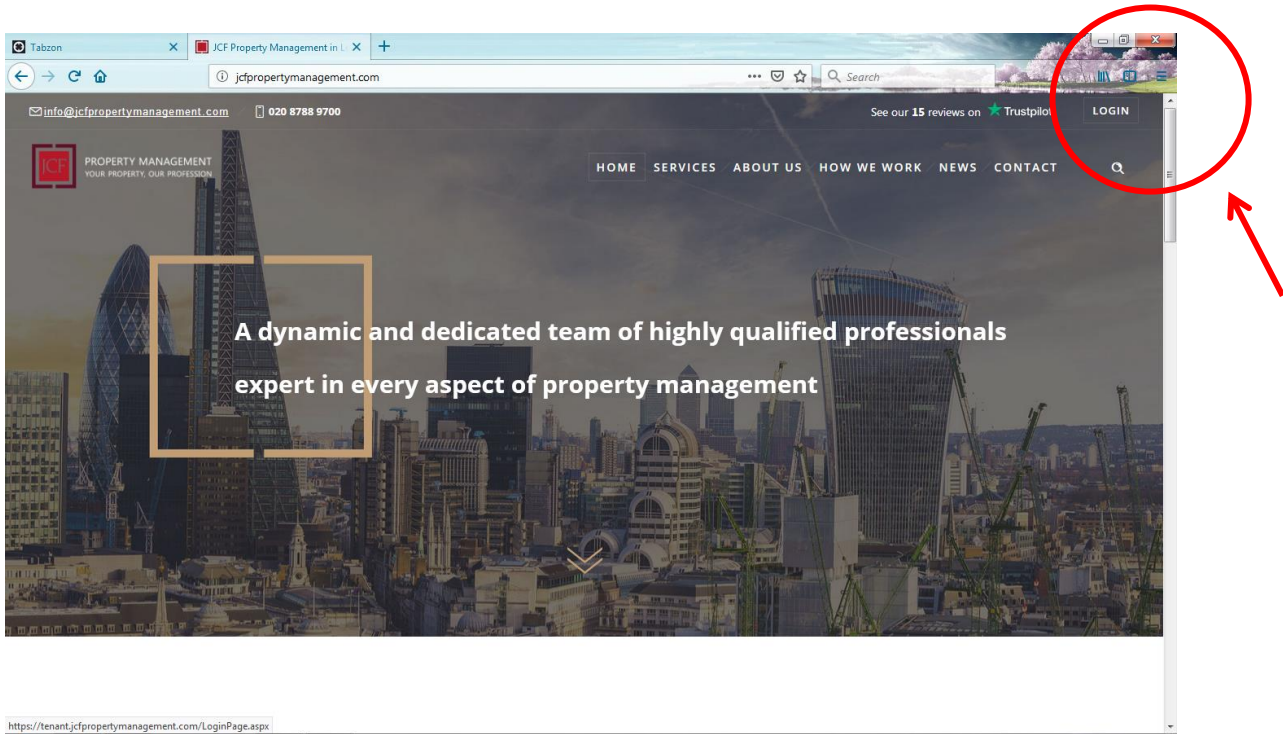 Tabzon
JCF Property Management in L
jcfpropertymanagement.com
Search
info@jcfpropertymanagement.com 020 8788 9700 See our 15 reviews on Trustpilot LOGIN
JCF
PROPERTY MANAGEMENT
YOUR PROPERTY, OUR PROFESSION
HOME SERVICES ABOUT US HOW WE WORK NEWS CONTACT
A dynamic and dedicated team of highly qualified professionals
expert in every aspect of property management
https://tenant.jcfpropertymanagement.com/LoginPage.aspx